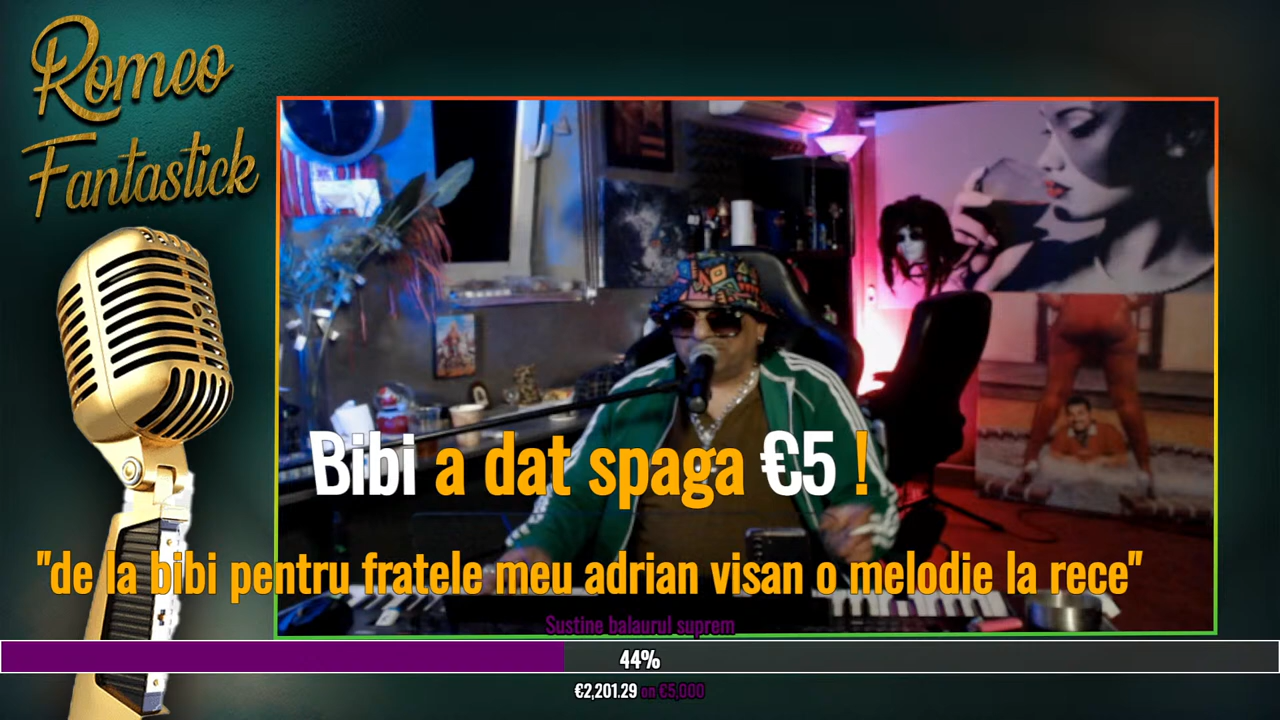 Romeo
Fantastick
Bibi a dat spaga €5 !
"de la bibi pentru fratele meu adrian visan o melodie la rece"
Sustine balaurul suprem
44%
€2,201.29 on €5,000